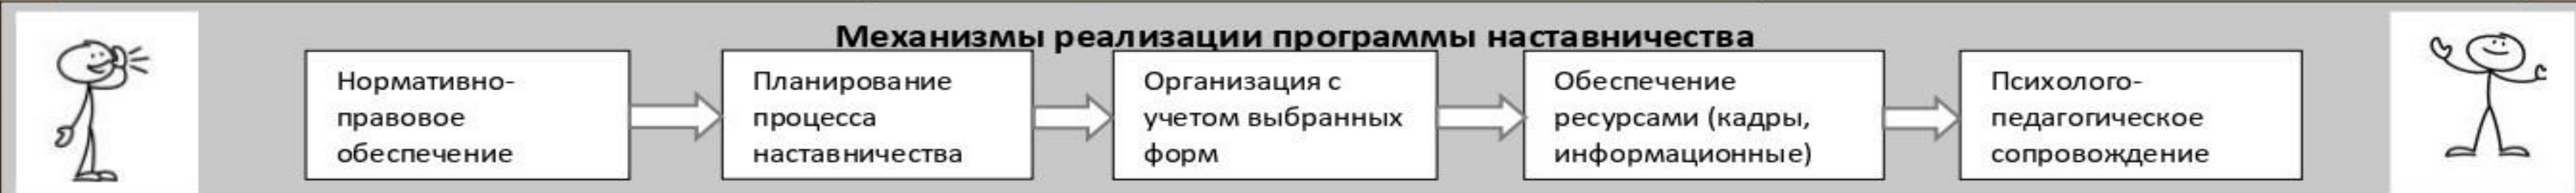 Механизмы реализации программы наставничества
Нормативно-
правовое
обеспечение
Планирование
процесса
наставничества
Организация с
учетом выбранных
форм
Обеспечение
ресурсами (кадры,
информационные)
Психолого-
педагогическое
сопровождение